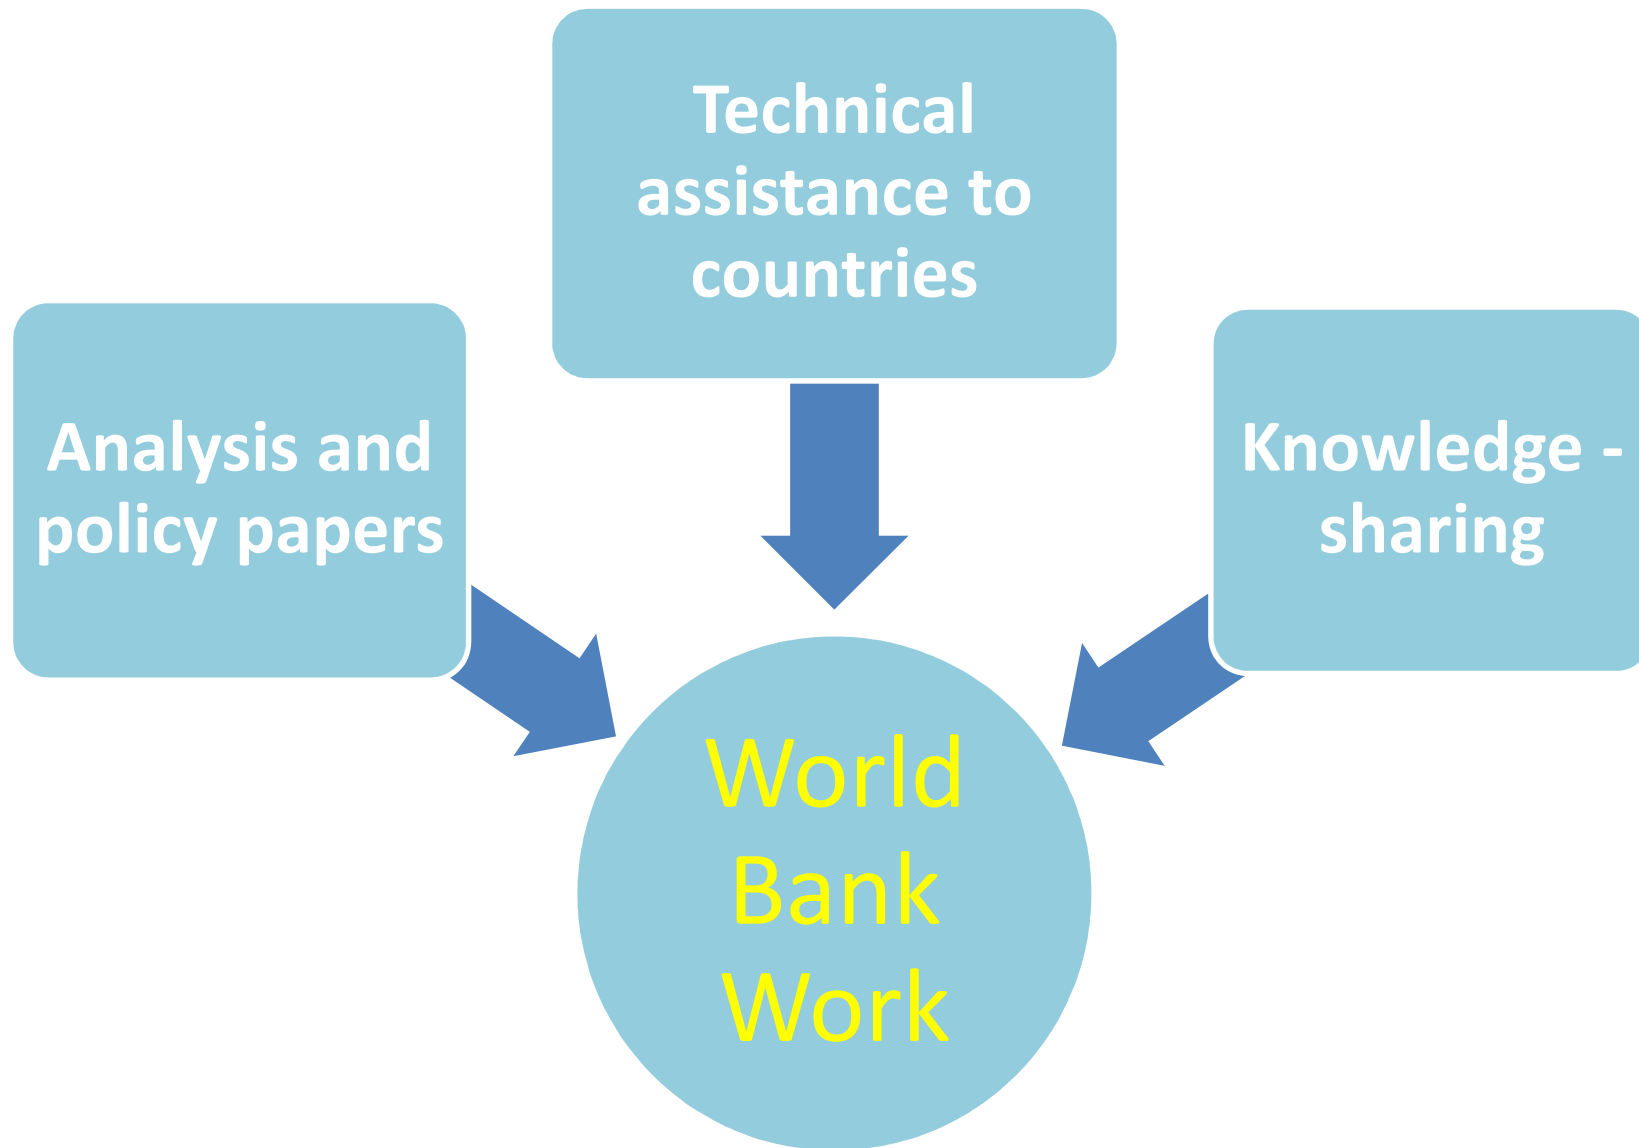 Technical
assistance to
countries
Analysis and
policy papers
Knowledge -
sharing
World
Bank
Work